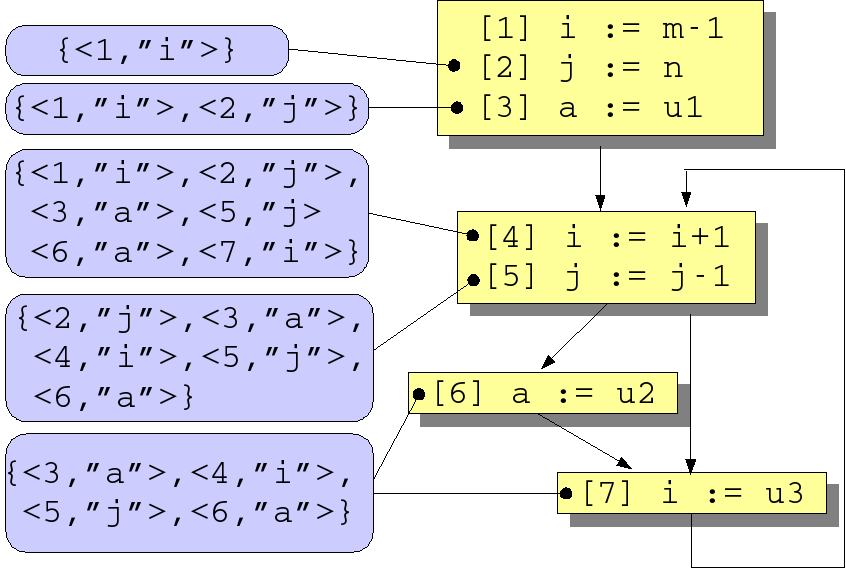 {<1,”i”>}
{<1,”i”>,<2,”j”>}
{<1,”i”>,<2,”j”>,
<3,”a”>,<5,”j>
<6,”a”>,<7,”i”>}
{<2,”j”>,<3,”a”>,
<4,”i”>,<5,”j”>,
<6,”a”>}
{<3,”a”>,<4,”i”>,
<5,”j”>,<6,”a”>}
[1] i := m-1
[2] j := n
[3] a := u1
[4] i := i+1
[5] j := j-1
[6] a := u2
[7] i := u3